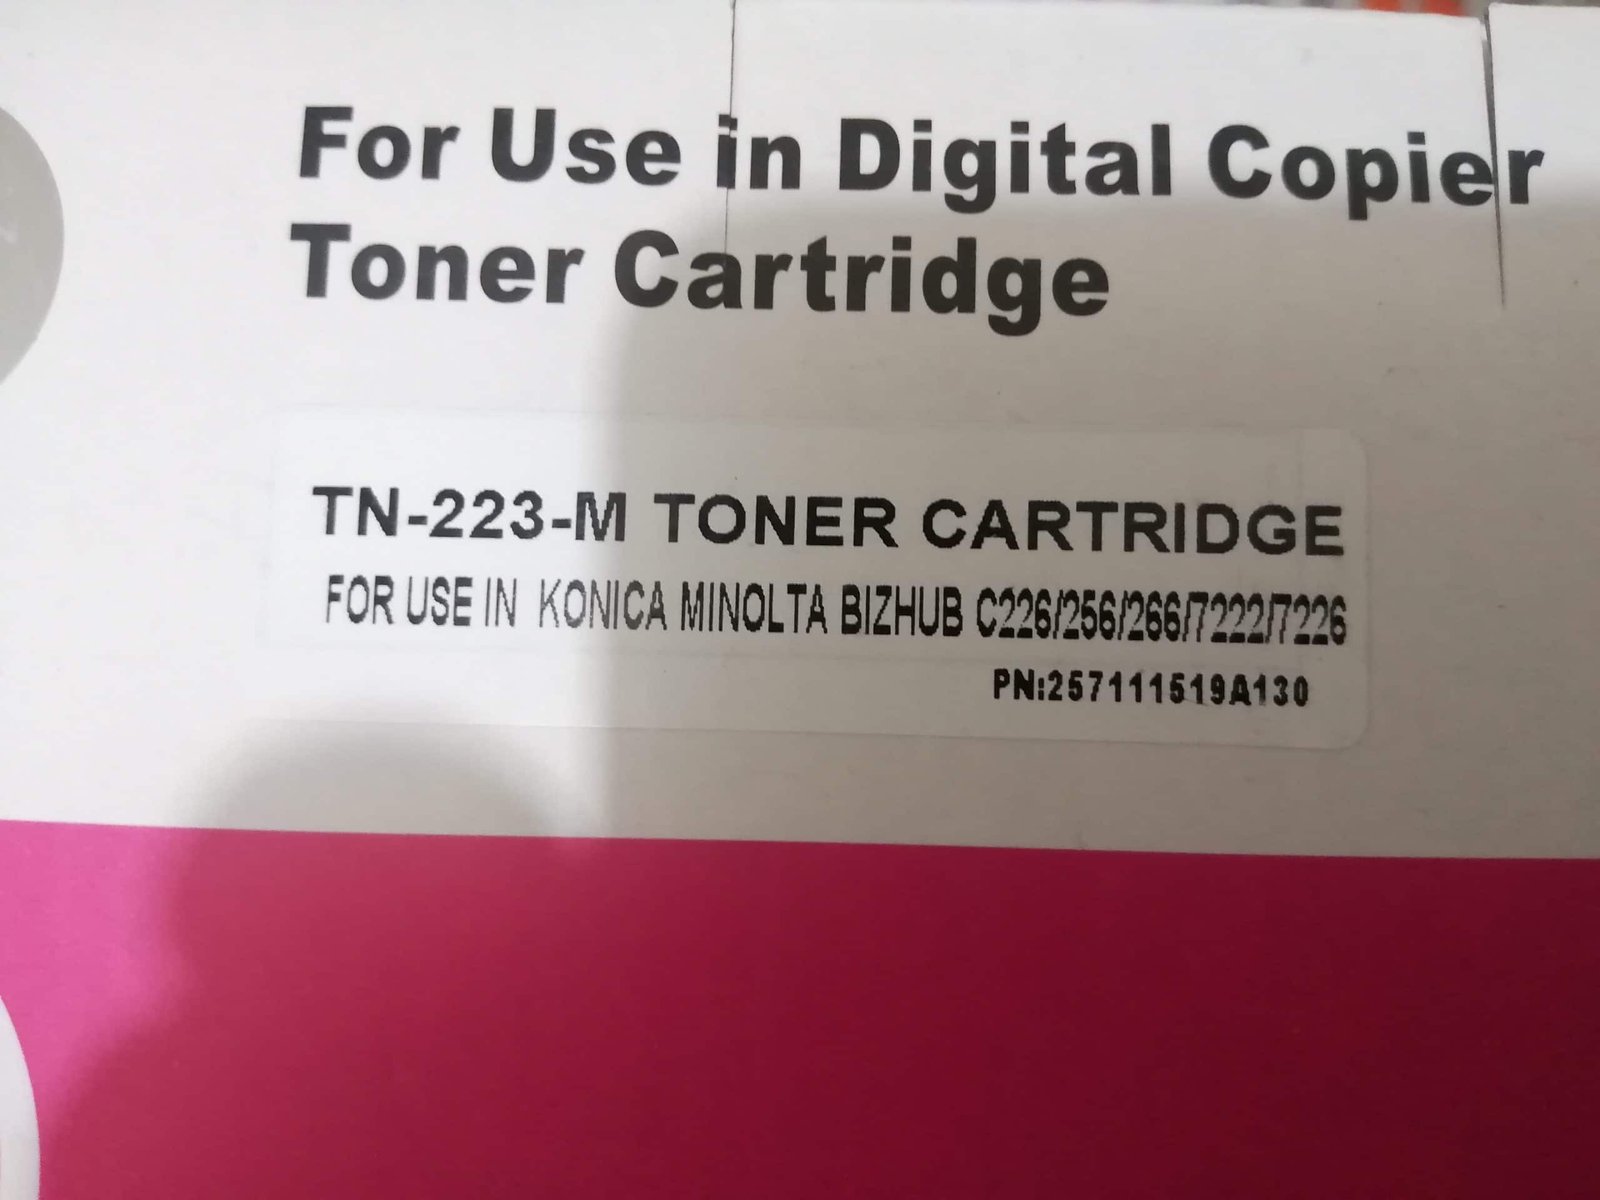 For Use in Digital Copier
Toner Cartridge
TN-223-M TONER CARTRIDGE
FOR USE IN KONICA MINOLTA BIZHUB C226/256/266/7222/7226
PN:257111519A130